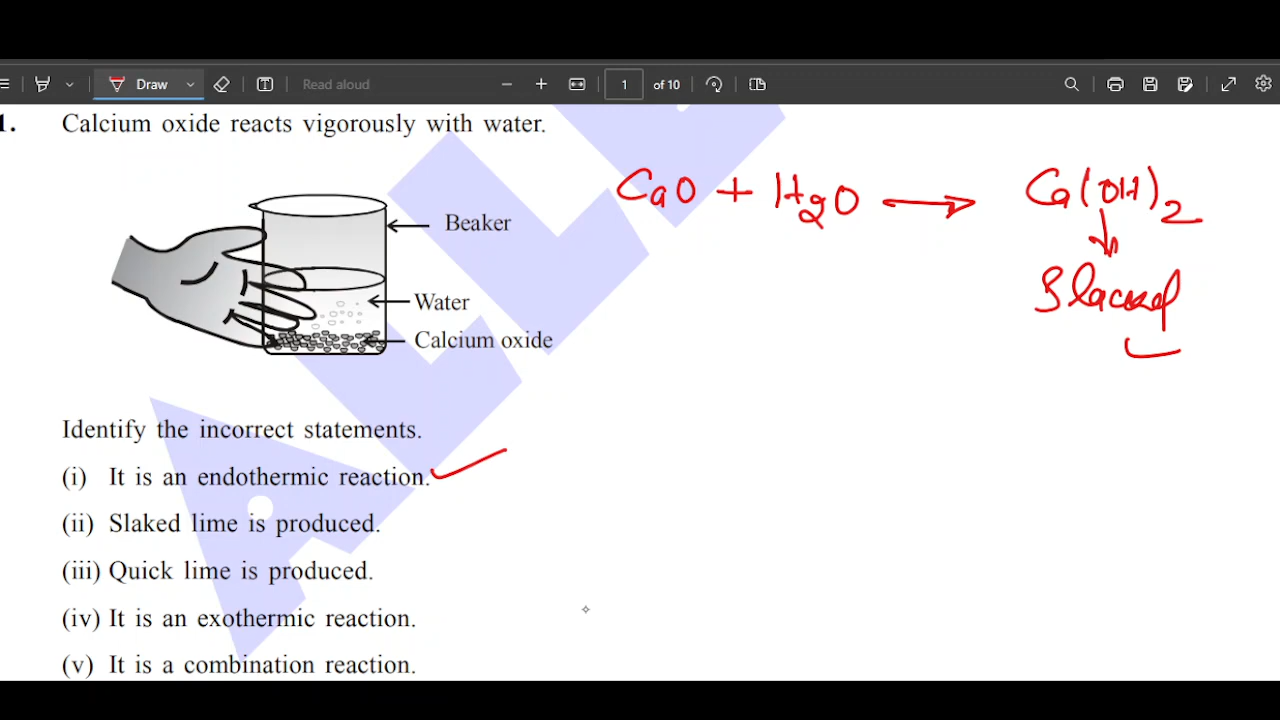 Draw
Read aloud
1
of 10
1. Calcium oxide reacts vigorously with water.
CaO + H2O ⟶ Ca(OH)2
Slacked
Beaker
Water
Calcium oxide
Identify the incorrect statements.
(i) It is an endothermic reaction.
(ii) Slaked lime is produced.
(iii) Quick lime is produced.
(iv) It is an exothermic reaction.
(v) It is a combination reaction.